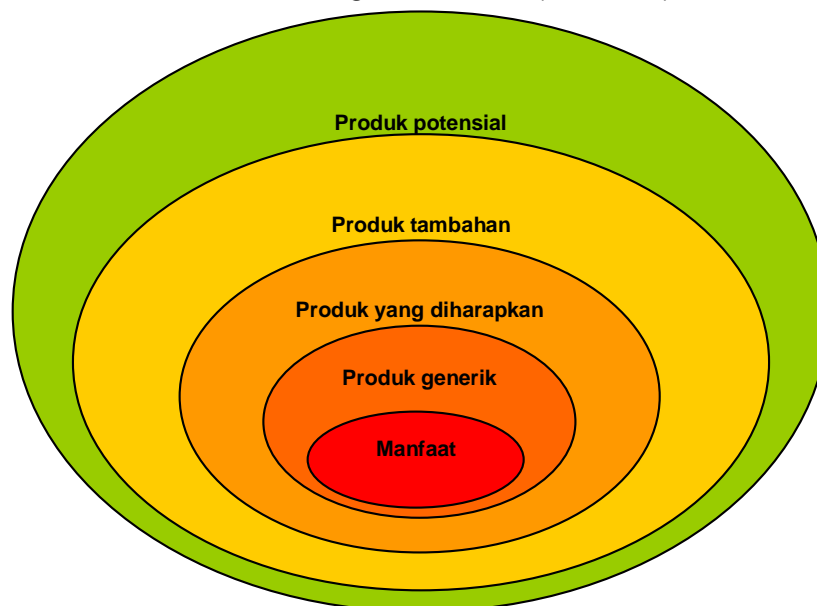 Produk potensial
Produk tambahan
Produk yang diharapkan
Produk generik
Manfaat